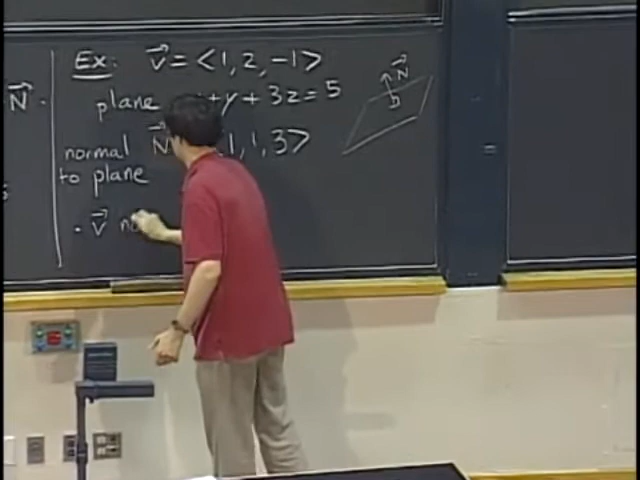 N .
Ex: v = <1, 2, -1>
plane +y + 3z = 5
N
normal N 1, 1, 3>
to plane
. v